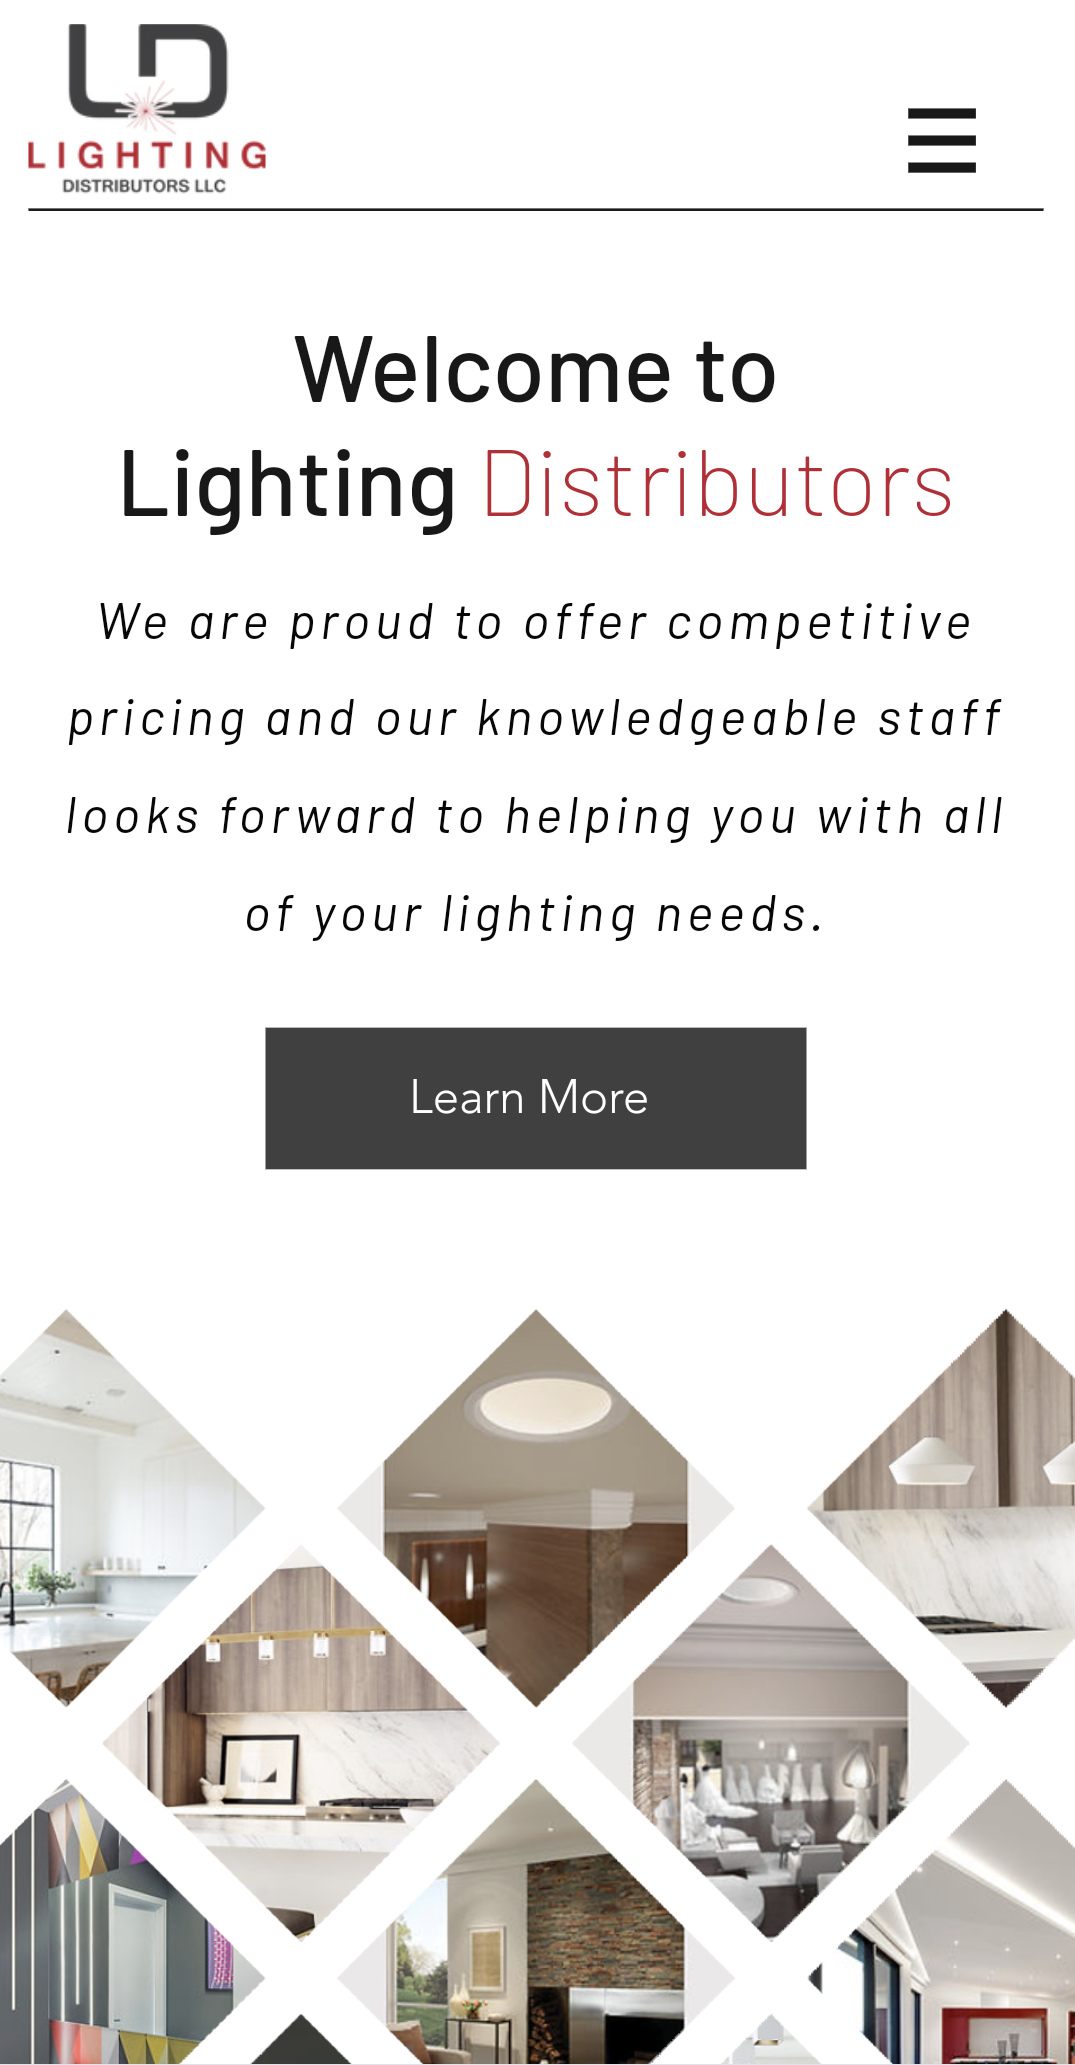 LD
LIGHTING
DISTRIBUTORS LLC
Welcome to
Lighting Distributors
We are proud to offer competitive
pricing and our knowledgeable staff
looks forward to helping you with all
of your lighting needs.
Learn More